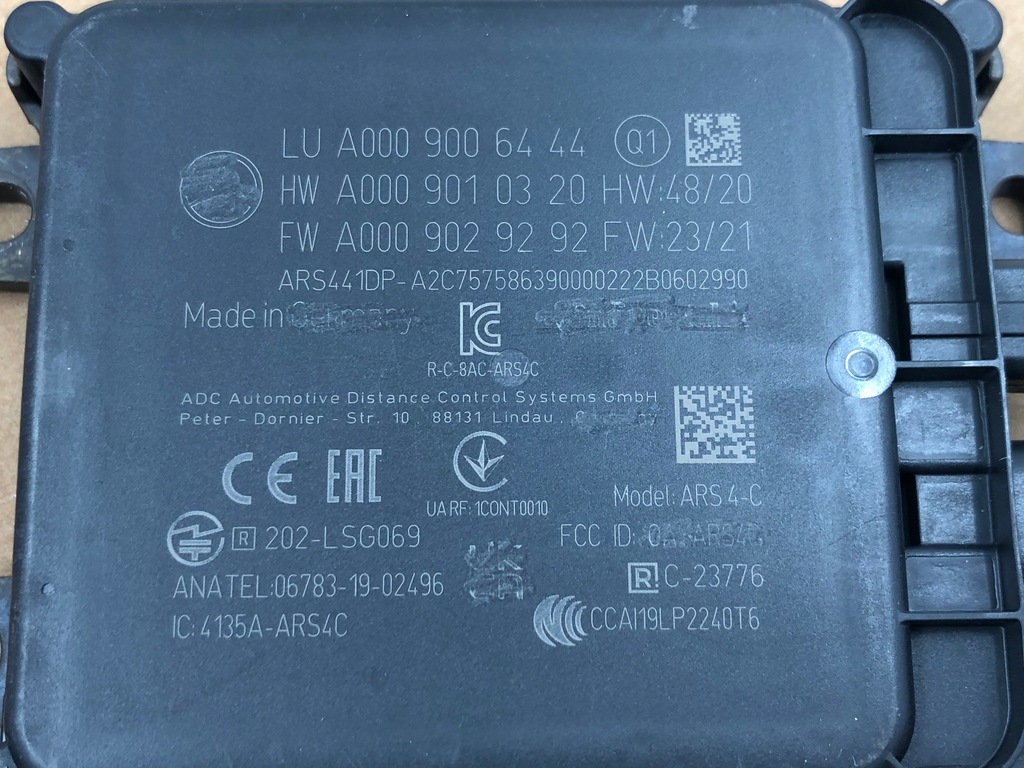 LU A000 900 64 44 Q1
HW A000 901 03 20 HW:48/20
FW A000 902 92 92 FW:23/21
ARS441DP-A2C757586390000222B0602990
Made in Germany
R-C-8AC-ARS4C
ADC Automotive Distance Control Systems GmbH
Peter - Dornier - Str. 10, 88131 Lindau,
CE EAC
UA RF: 1CONT0010
Model: ARS 4-C
R 202-LSG069
FCC ID:
UK
ANATEL:06783-19-02496
R C-23776
IC: 4135A-ARS4C
CCAI19LP2240T6